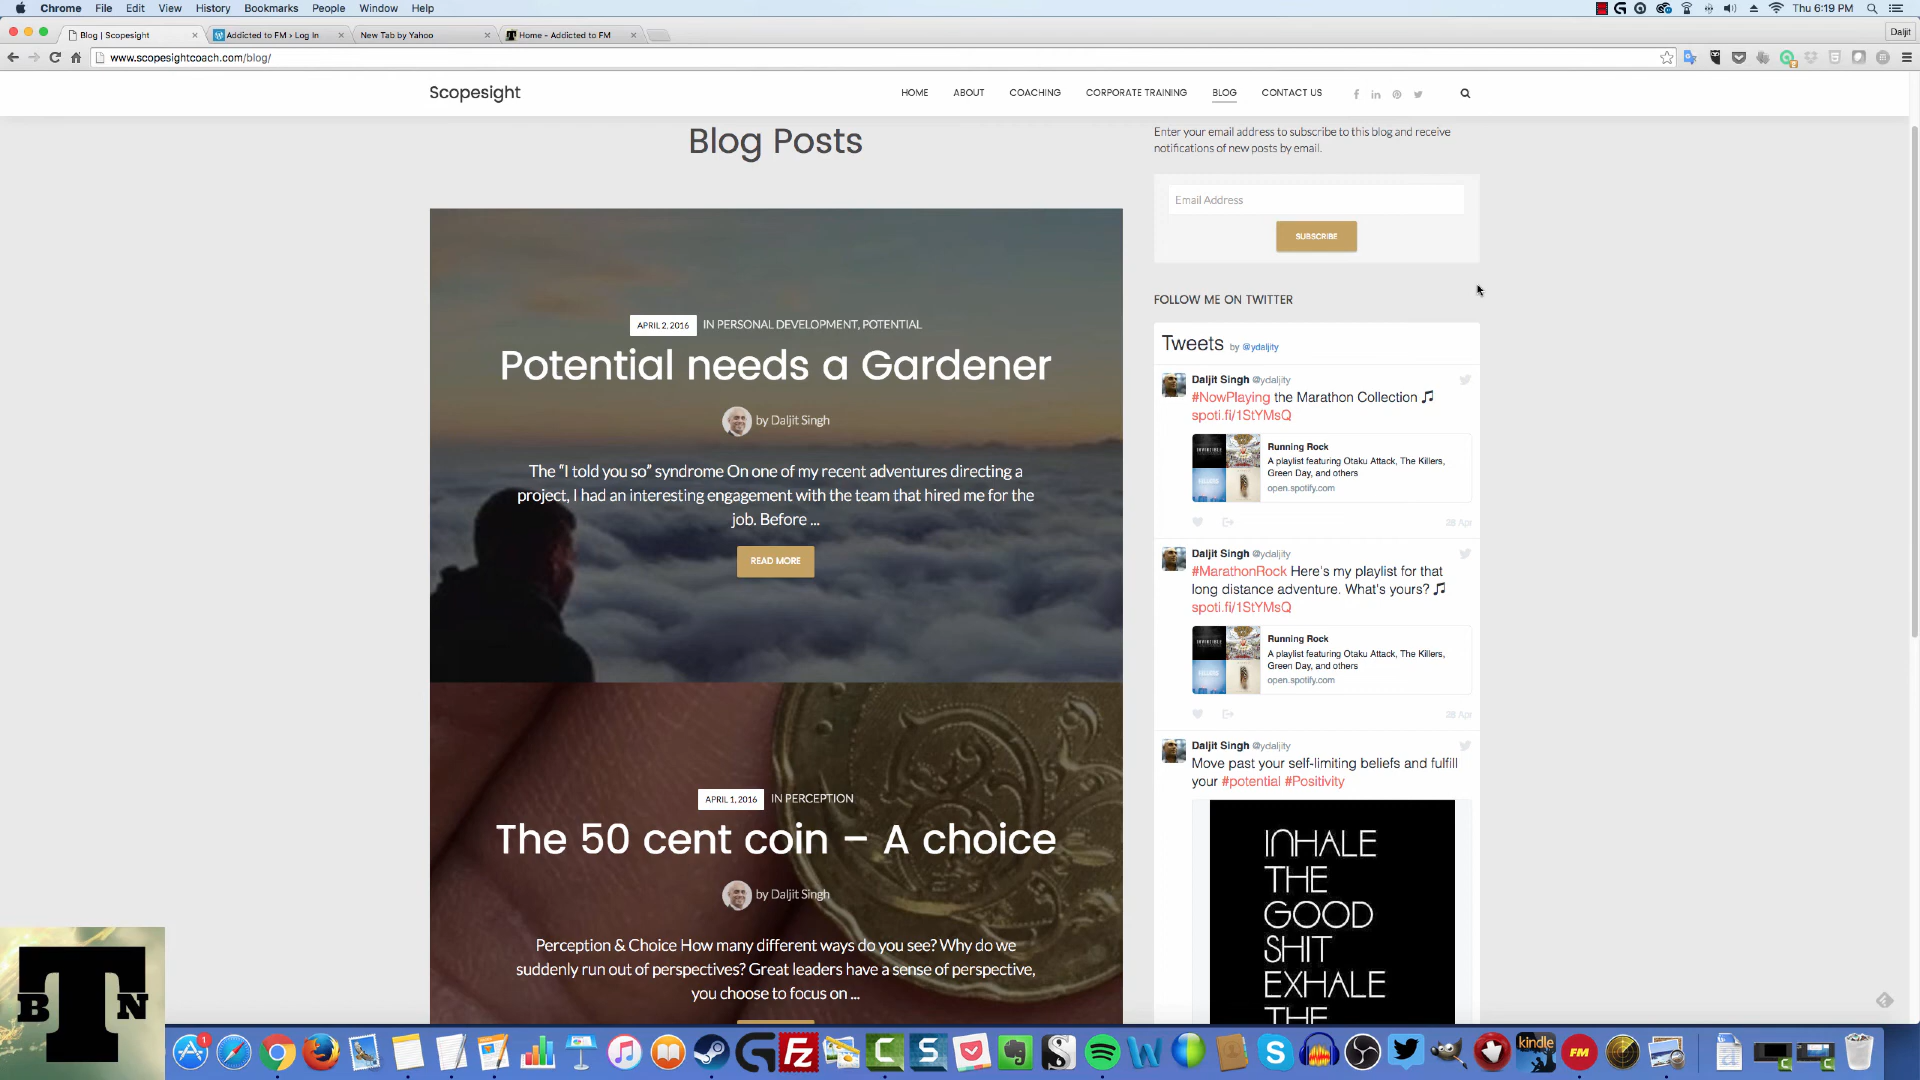 Chrome File Edit View History Bookmarks People Window Help
Thu 6:19 PM
Blog | Scopesight
Addicted to FM › Log In
New Tab by Yahoo
Home - Addicted to FM
Daljit
www.scopesightcoach.com/blog/
Scopesight
HOME ABOUT COACHING CORPORATE TRAINING BLOG CONTACT US
Blog Posts
Enter your email address to subscribe to this blog and receive
notifications of new posts by email.
Email Address
SUBSCRIBE
APRIL 2, 2016 IN PERSONAL DEVELOPMENT, POTENTIAL
Potential needs a Gardener
by Daljit Singh
The “I told you so” syndrome On one of my recent adventures directing a
project, I had an interesting engagement with the team that hired me for the
job. Before ...
READ MORE
APRIL 1, 2016 IN PERCEPTION
The 50 cent coin – A choice
by Daljit Singh
Perception & Choice How many different ways do you see? Why do we
suddenly run out of perspectives? Great leaders have a sense of perspective,
you choose to focus on ...
FOLLOW ME ON TWITTER
Tweets by @ydaljity
Daljit Singh @ydaljity
#NowPlaying the Marathon Collection 🎵
spoti.fi/1StYMsQ
Running Rock
A playlist featuring Otaku Attack, The Killers,
Green Day, and others
open.spotify.com
28 Apr
Daljit Singh @ydaljity
#MarathonRock Here's my playlist for that
long distance adventure. What's yours? 🎵
spoti.fi/1StYMsQ
Running Rock
A playlist featuring Otaku Attack, The Killers,
Green Day, and others
open.spotify.com
28 Apr
Daljit Singh @ydaljity
Move past your self-limiting beliefs and fulfill
your #potential #Positivity
INHALE
THE
GOOD
SHIT
EXHALE
THE
B T N
1
Fz
C
S
W
S
kindle
FM